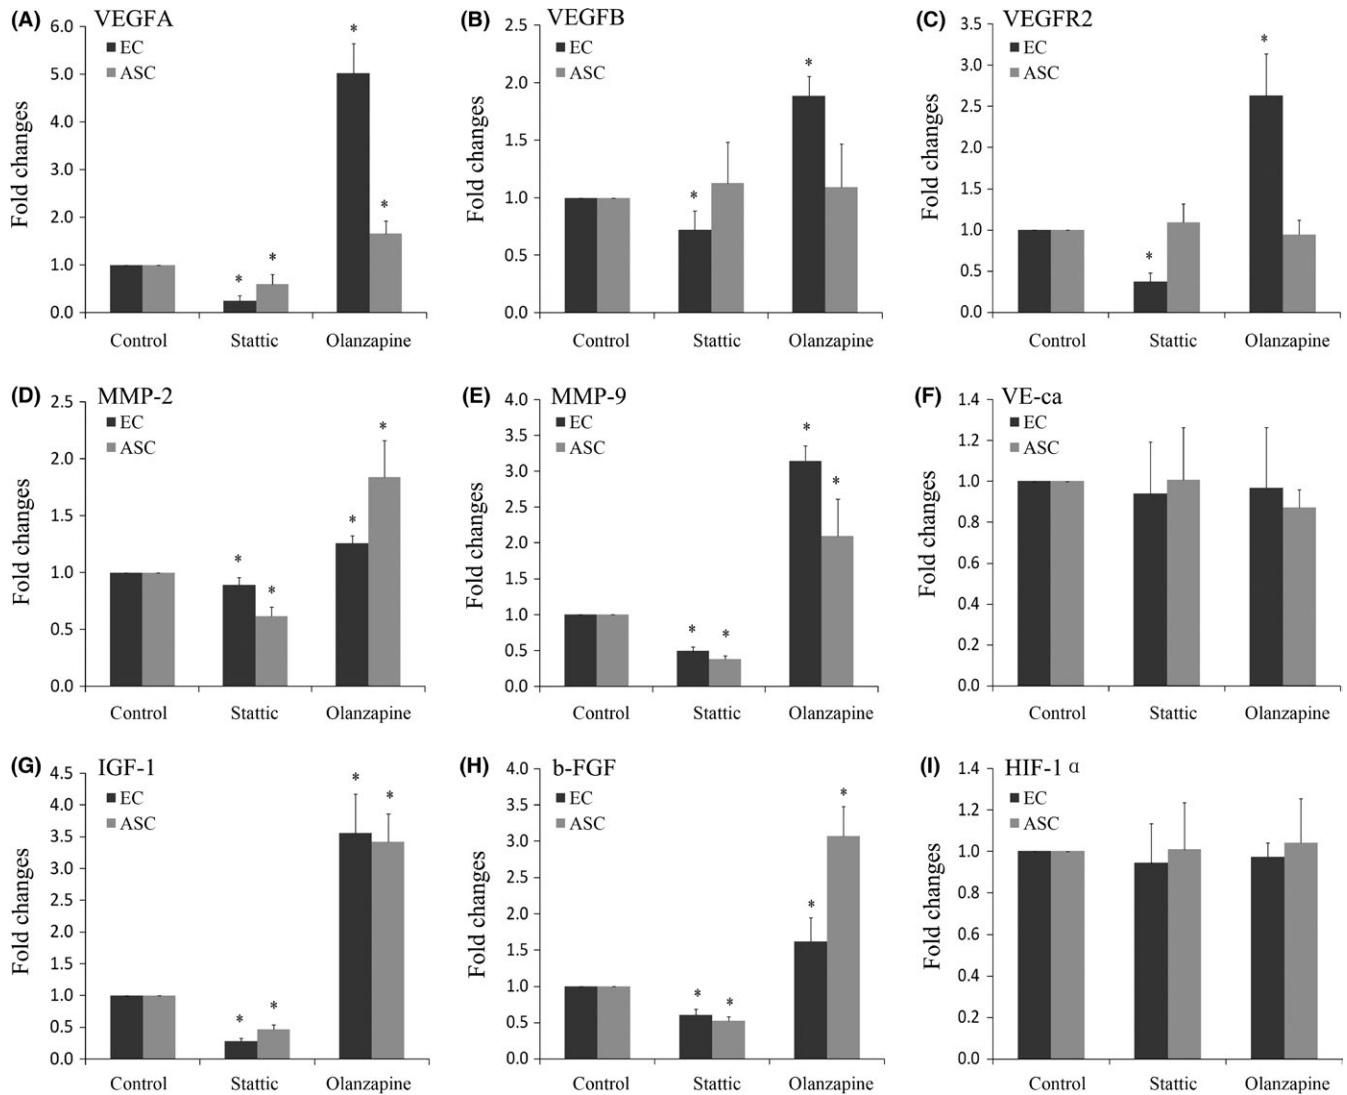 (A) VEGFA
EC
ASC
Fold changes
6.0
5.0
4.0
3.0
2.0
1.0
0.0
* * * *
Control Stattic Olanzapine
(B) VEGFB
EC
ASC
Fold changes
2.5
2.0
1.5
1.0
0.5
0.0
* *
Control Stattic Olanzapine
(C) VEGFR2
EC
ASC
Fold changes
3.5
3.0
2.5
2.0
1.5
1.0
0.5
0.0
* *
Control Stattic Olanzapine
(D) MMP-2
EC
ASC
Fold changes
2.5
2.0
1.5
1.0
0.5
0.0
* * * *
Control Stattic Olanzapine
(E) MMP-9
EC
ASC
Fold changes
4.0
3.5
3.0
2.5
2.0
1.5
1.0
0.5
0.0
* * * *
Control Stattic Olanzapine
(F) VE-ca
EC
ASC
Fold changes
1.4
1.2
1.0
0.8
0.6
0.4
0.2
0.0
Control Stattic Olanzapine
(G) IGF-1
EC
ASC
Fold changes
4.5
4.0
3.5
3.0
2.5
2.0
1.5
1.0
0.5
0.0
* * * *
Control Stattic Olanzapine
(H) b-FGF
EC
ASC
Fold changes
4.0
3.5
3.0
2.5
2.0
1.5
1.0
0.5
0.0
* * * *
Control Stattic Olanzapine
(I) HIF-1 α
EC
ASC
Fold changes
1.4
1.2
1.0
0.8
0.6
0.4
0.2
0.0
Control Stattic Olanzapine